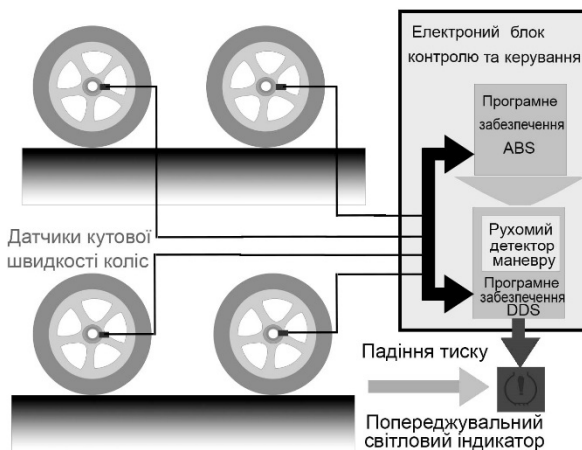 Електроний блок
контролю та керування
Програмне
забезпечення
ABS
Рухомий
детектор
маневру
Програмне
забезпечення
DDS
Датчики кутової
швидкості коліс
Падіння тиску
Попереджувальний
світловий індикатор